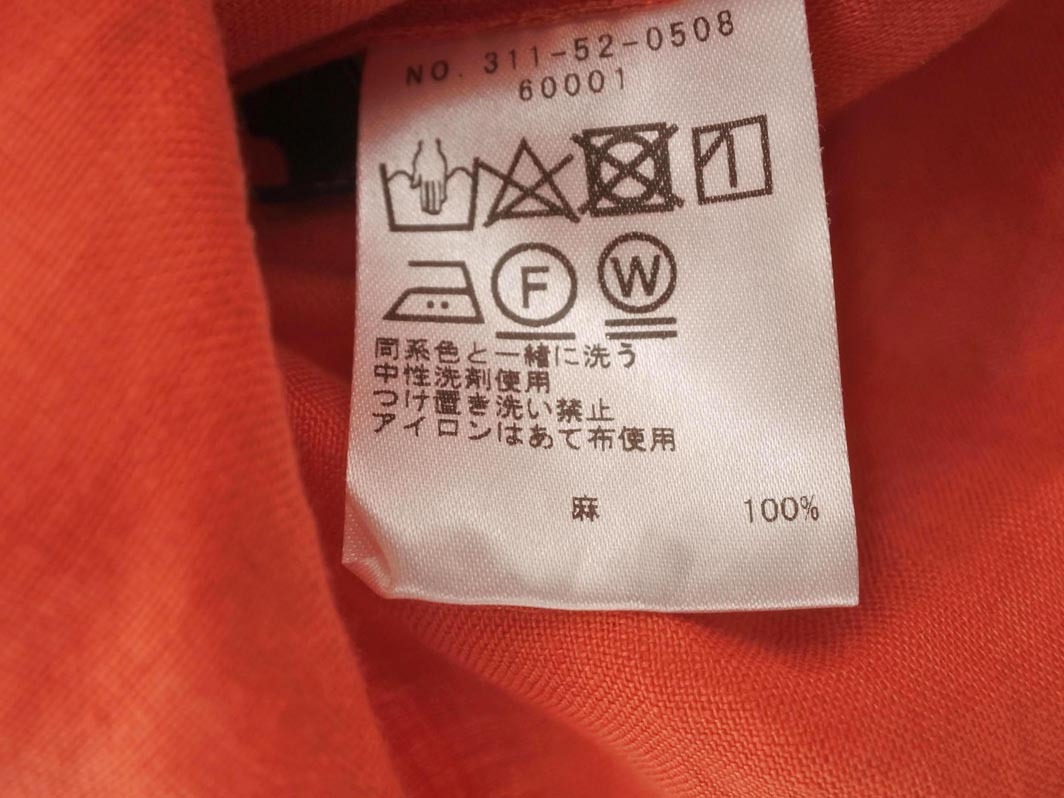 NO. 311-52-0508
60001
F W
同系色と一緒に洗う
中性洗剤使用
つけ置き洗い禁止
アイロンはあて布使用
麻 100%